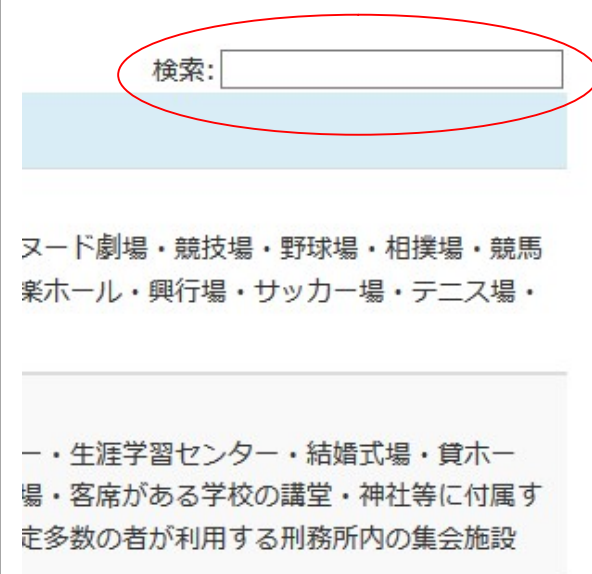 検索:
ヌード劇場・競技場・野球場・相撲場・競馬
楽ホール・興行場・サッカー場・テニス場・
ー・生涯学習センター・結婚式場・貸ホー
場・客席がある学校の講堂・神社等に付属す
定多数の者が利用する刑務所内の集会施設